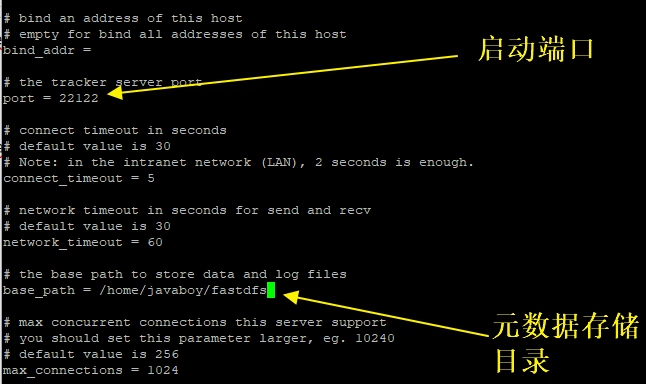 # bind an address of this host
# empty for bind all addresses of this host
bind_addr =
启动端口
# the tracker server port
port = 22122
# connect timeout in seconds
# default value is 30
# Note: in the intranet network (LAN), 2 seconds is enough.
connect_timeout = 5
# network timeout in seconds for send and recv
# default value is 30
network_timeout = 60
# the base path to store data and log files
base_path = /home/javaboy/fastdfs
元数据存储
目录
# max concurrent connections this server support
# you should set this parameter larger, eg. 10240
# default value is 256
max_connections = 1024